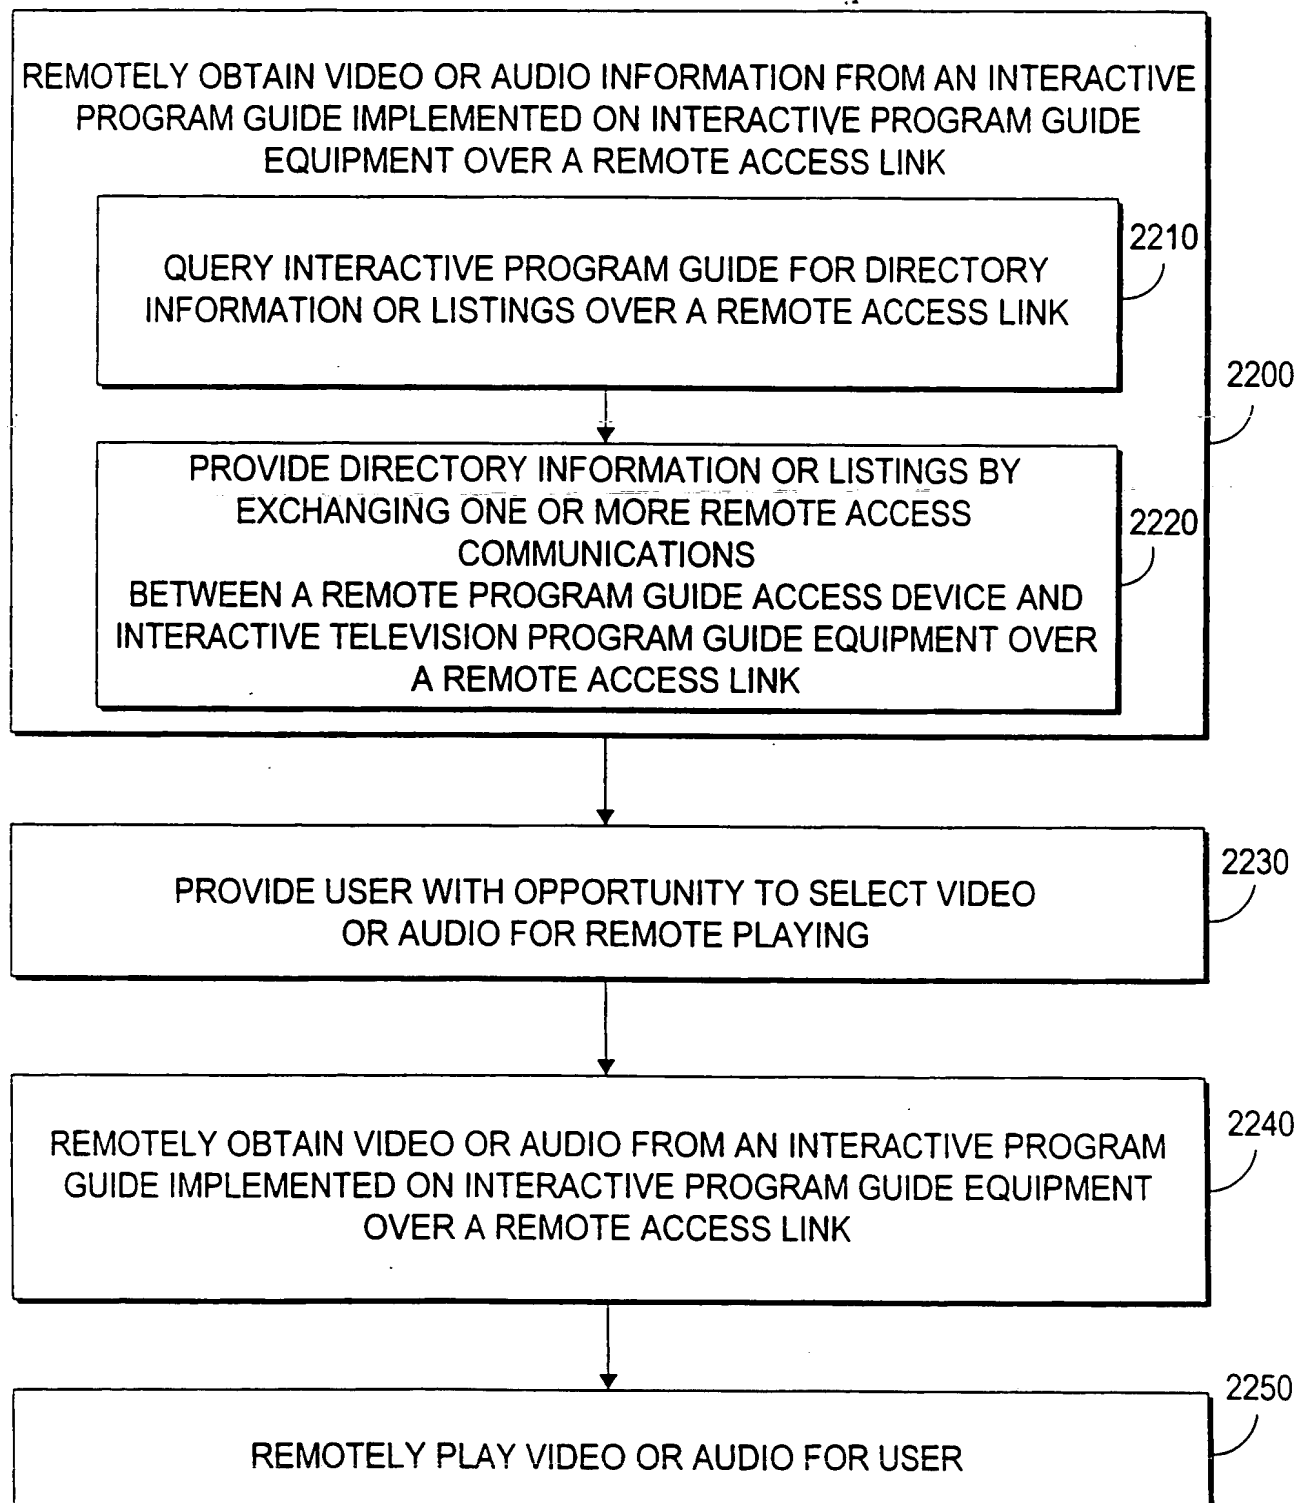 REMOTELY OBTAIN VIDEO OR AUDIO INFORMATION FROM AN INTERACTIVE
PROGRAM GUIDE IMPLEMENTED ON INTERACTIVE PROGRAM GUIDE
EQUIPMENT OVER A REMOTE ACCESS LINK
2210
QUERY INTERACTIVE PROGRAM GUIDE FOR DIRECTORY
INFORMATION OR LISTINGS OVER A REMOTE ACCESS LINK
2200
PROVIDE DIRECTORY INFORMATION OR LISTINGS BY
EXCHANGING ONE OR MORE REMOTE ACCESS
COMMUNICATIONS
BETWEEN A REMOTE PROGRAM GUIDE ACCESS DEVICE AND
INTERACTIVE TELEVISION PROGRAM GUIDE EQUIPMENT OVER
A REMOTE ACCESS LINK
2220
2230
PROVIDE USER WITH OPPORTUNITY TO SELECT VIDEO
OR AUDIO FOR REMOTE PLAYING
2240
REMOTELY OBTAIN VIDEO OR AUDIO FROM AN INTERACTIVE PROGRAM
GUIDE IMPLEMENTED ON INTERACTIVE PROGRAM GUIDE EQUIPMENT
OVER A REMOTE ACCESS LINK
2250
REMOTELY PLAY VIDEO OR AUDIO FOR USER